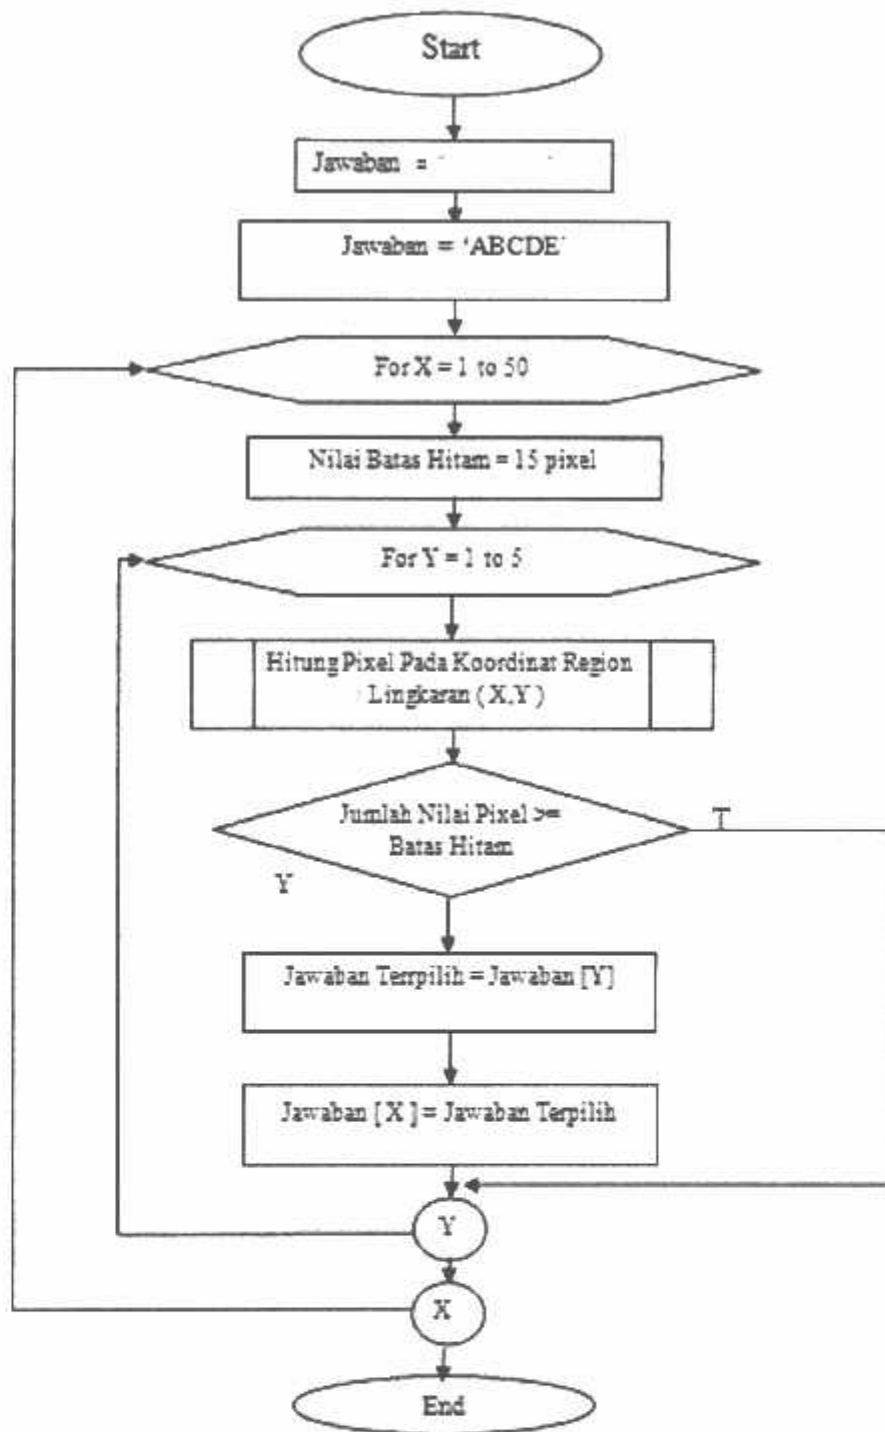 Start
Jawaban =
Jawaban = ‘ABCDE’
For X = 1 to 50
Nilai Batas Hitam = 15 pixel
For Y = 1 to 5
Hitung Pixel Pada Koordinat Region
Lingkaran ( X,Y )
Jumlah Nilai Pixel >=
Batas Hitam
T
Y
Jawaban Terrpilih = Jawaban [Y]
Jawaban [ X ] = Jawaban Terpilih
Y
X
End